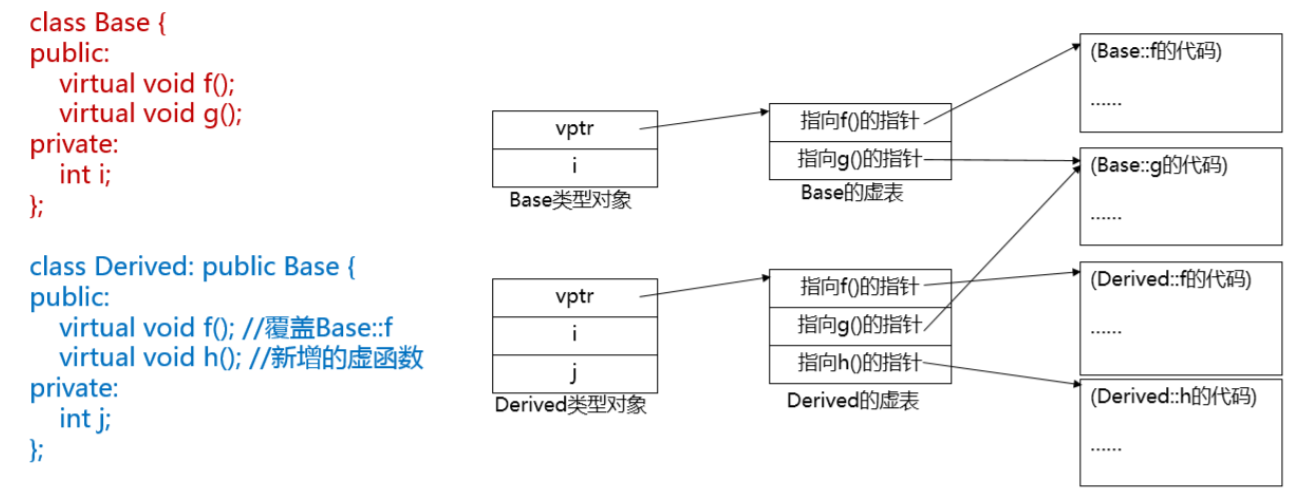 class Base {
public:
virtual void f();
virtual void g();
private:
int i;
};
class Derived: public Base {
public:
virtual void f(); //覆盖Base::f
virtual void h(); //新增的虚函数
private:
int j;
};
vptr
i
Base类型对象
指向f()的指针
指向g()的指针
Base的虚表
(Base::f的代码)
......
(Base::g的代码)
......
vptr
i
j
Derived类型对象
指向f()的指针
指向g()的指针
指向h()的指针
Derived的虚表
(Derived::f的代码)
......
(Derived::h的代码)
......